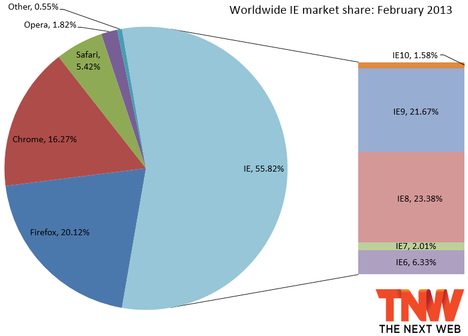 Worldwide IE market share: February 2013
Other, 0.55%
Opera, 1.82%
Safari,
5.42%
Chrome, 16.27%
Firefox, 20.12%
IE, 55.82%
IE10, 1.58%
IE9, 21.67%
IE8, 23.38%
IE7, 2.01%
IE6, 6.33%
TNW
THE NEXT WEB